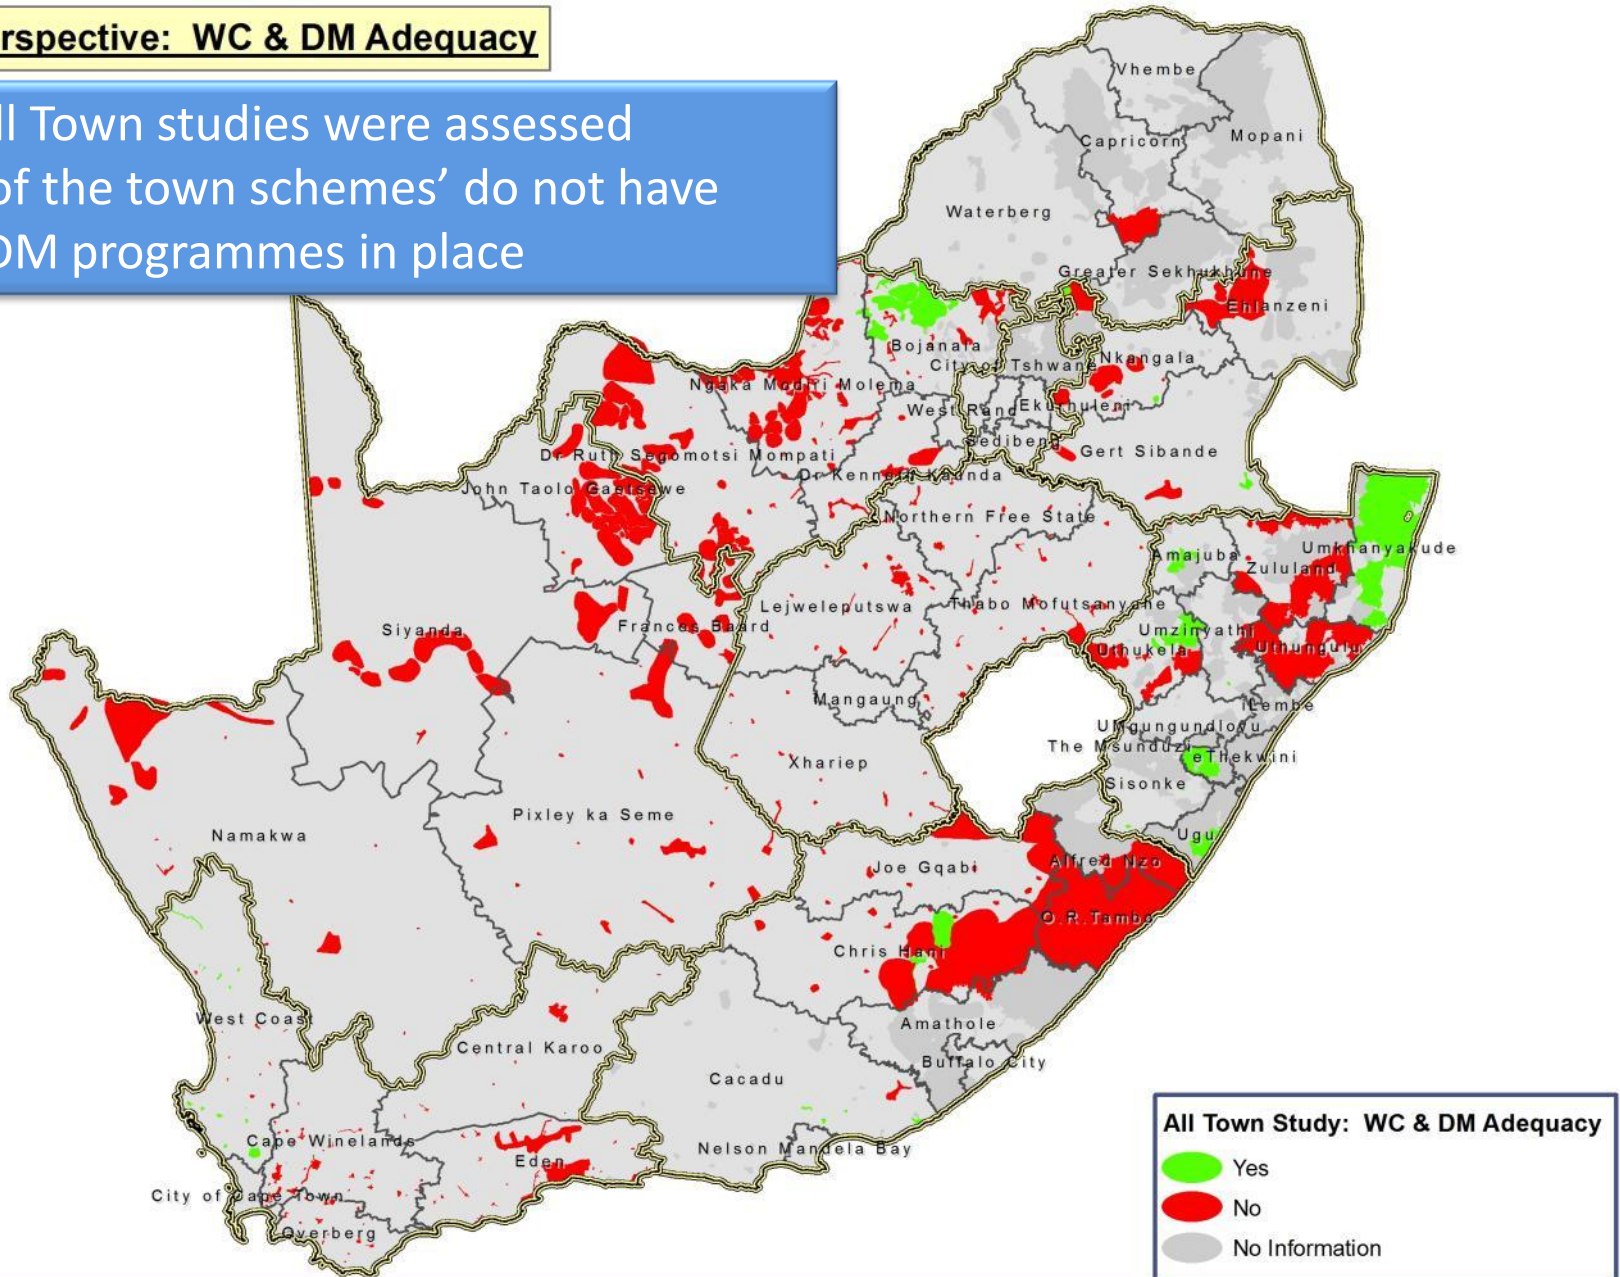 rspective: WC & DM Adequacy
ll Town studies were assessed
of the town schemes' do not have
DM programmes in place
Vhembe
Mopani
Capricorn
Waterberg
Greater Sekhukhune
Ehlanzeni
Bojanala
City of Tshwane
Nkangala
Ngaka Modiri Molema
West Rand
Ekurhuleni
Sedibeng
Gert Sibande
Dr Ruth Segomotsi Mompati
Dr Kenneth Kaunda
John Taolo Gaetsewe
Northern Free State
Amajuba
Umkhanyakude
Zululand
Lejweleputswa
Thabo Mofutsanyane
Siyanda
Frances Baard
Umzinyathi
Uthukela
Uthungulu
Mangaung
iLembe
UMgungundlovu
The Msunduzi
eThekwini
Xhariep
Sisonke
Pixley ka Seme
Namakwa
Ugu
Joe Gqabi
Alfred Nzo
O.R.Tambo
Chris Hani
West Coast
Amathole
Central Karoo
Buffalo City
Cacadu
Cape Winelands
Nelson Mandela Bay
Eden
City of Cape Town
Overberg
All Town Study: WC & DM Adequacy
Yes
No
No Information